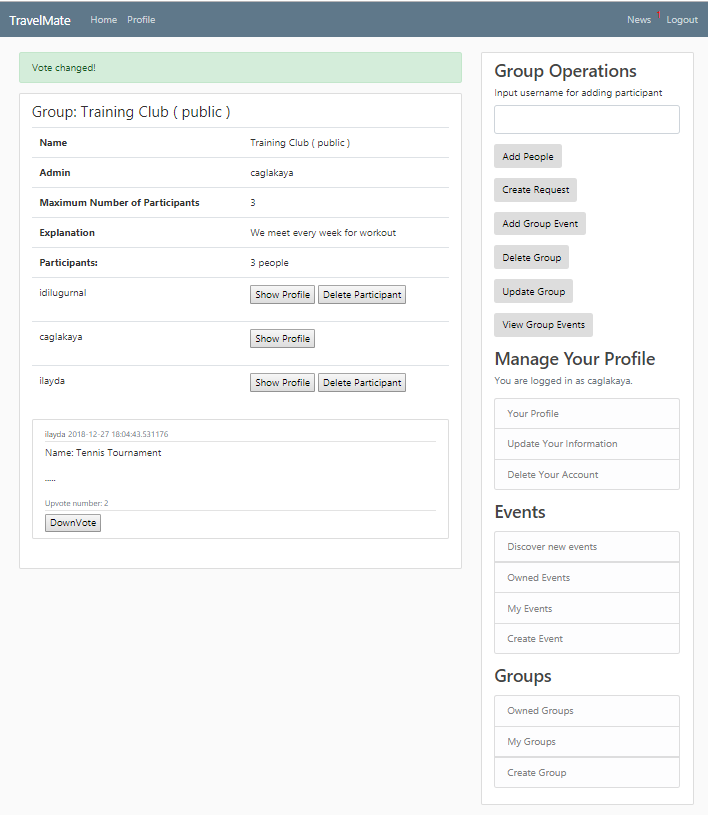 TravelMate Home Profile News Logout
Vote changed!
Group: Training Club ( public )
Name Training Club ( public )
Admin caglakaya
Maximum Number of Participants 3
Explanation We meet every week for workout
Participants: 3 people
idilugurnal Show Profile Delete Participant
caglakaya Show Profile
ilayda Show Profile Delete Participant
ilayda 2018-12-27 18:04:43.531176
Name: Tennis Tournament
.....
Upvote number: 2
DownVote
Group Operations
Input username for adding participant
Add People
Create Request
Add Group Event
Delete Group
Update Group
View Group Events
Manage Your Profile
You are logged in as caglakaya.
Your Profile
Update Your Information
Delete Your Account
Events
Discover new events
Owned Events
My Events
Create Event
Groups
Owned Groups
My Groups
Create Group